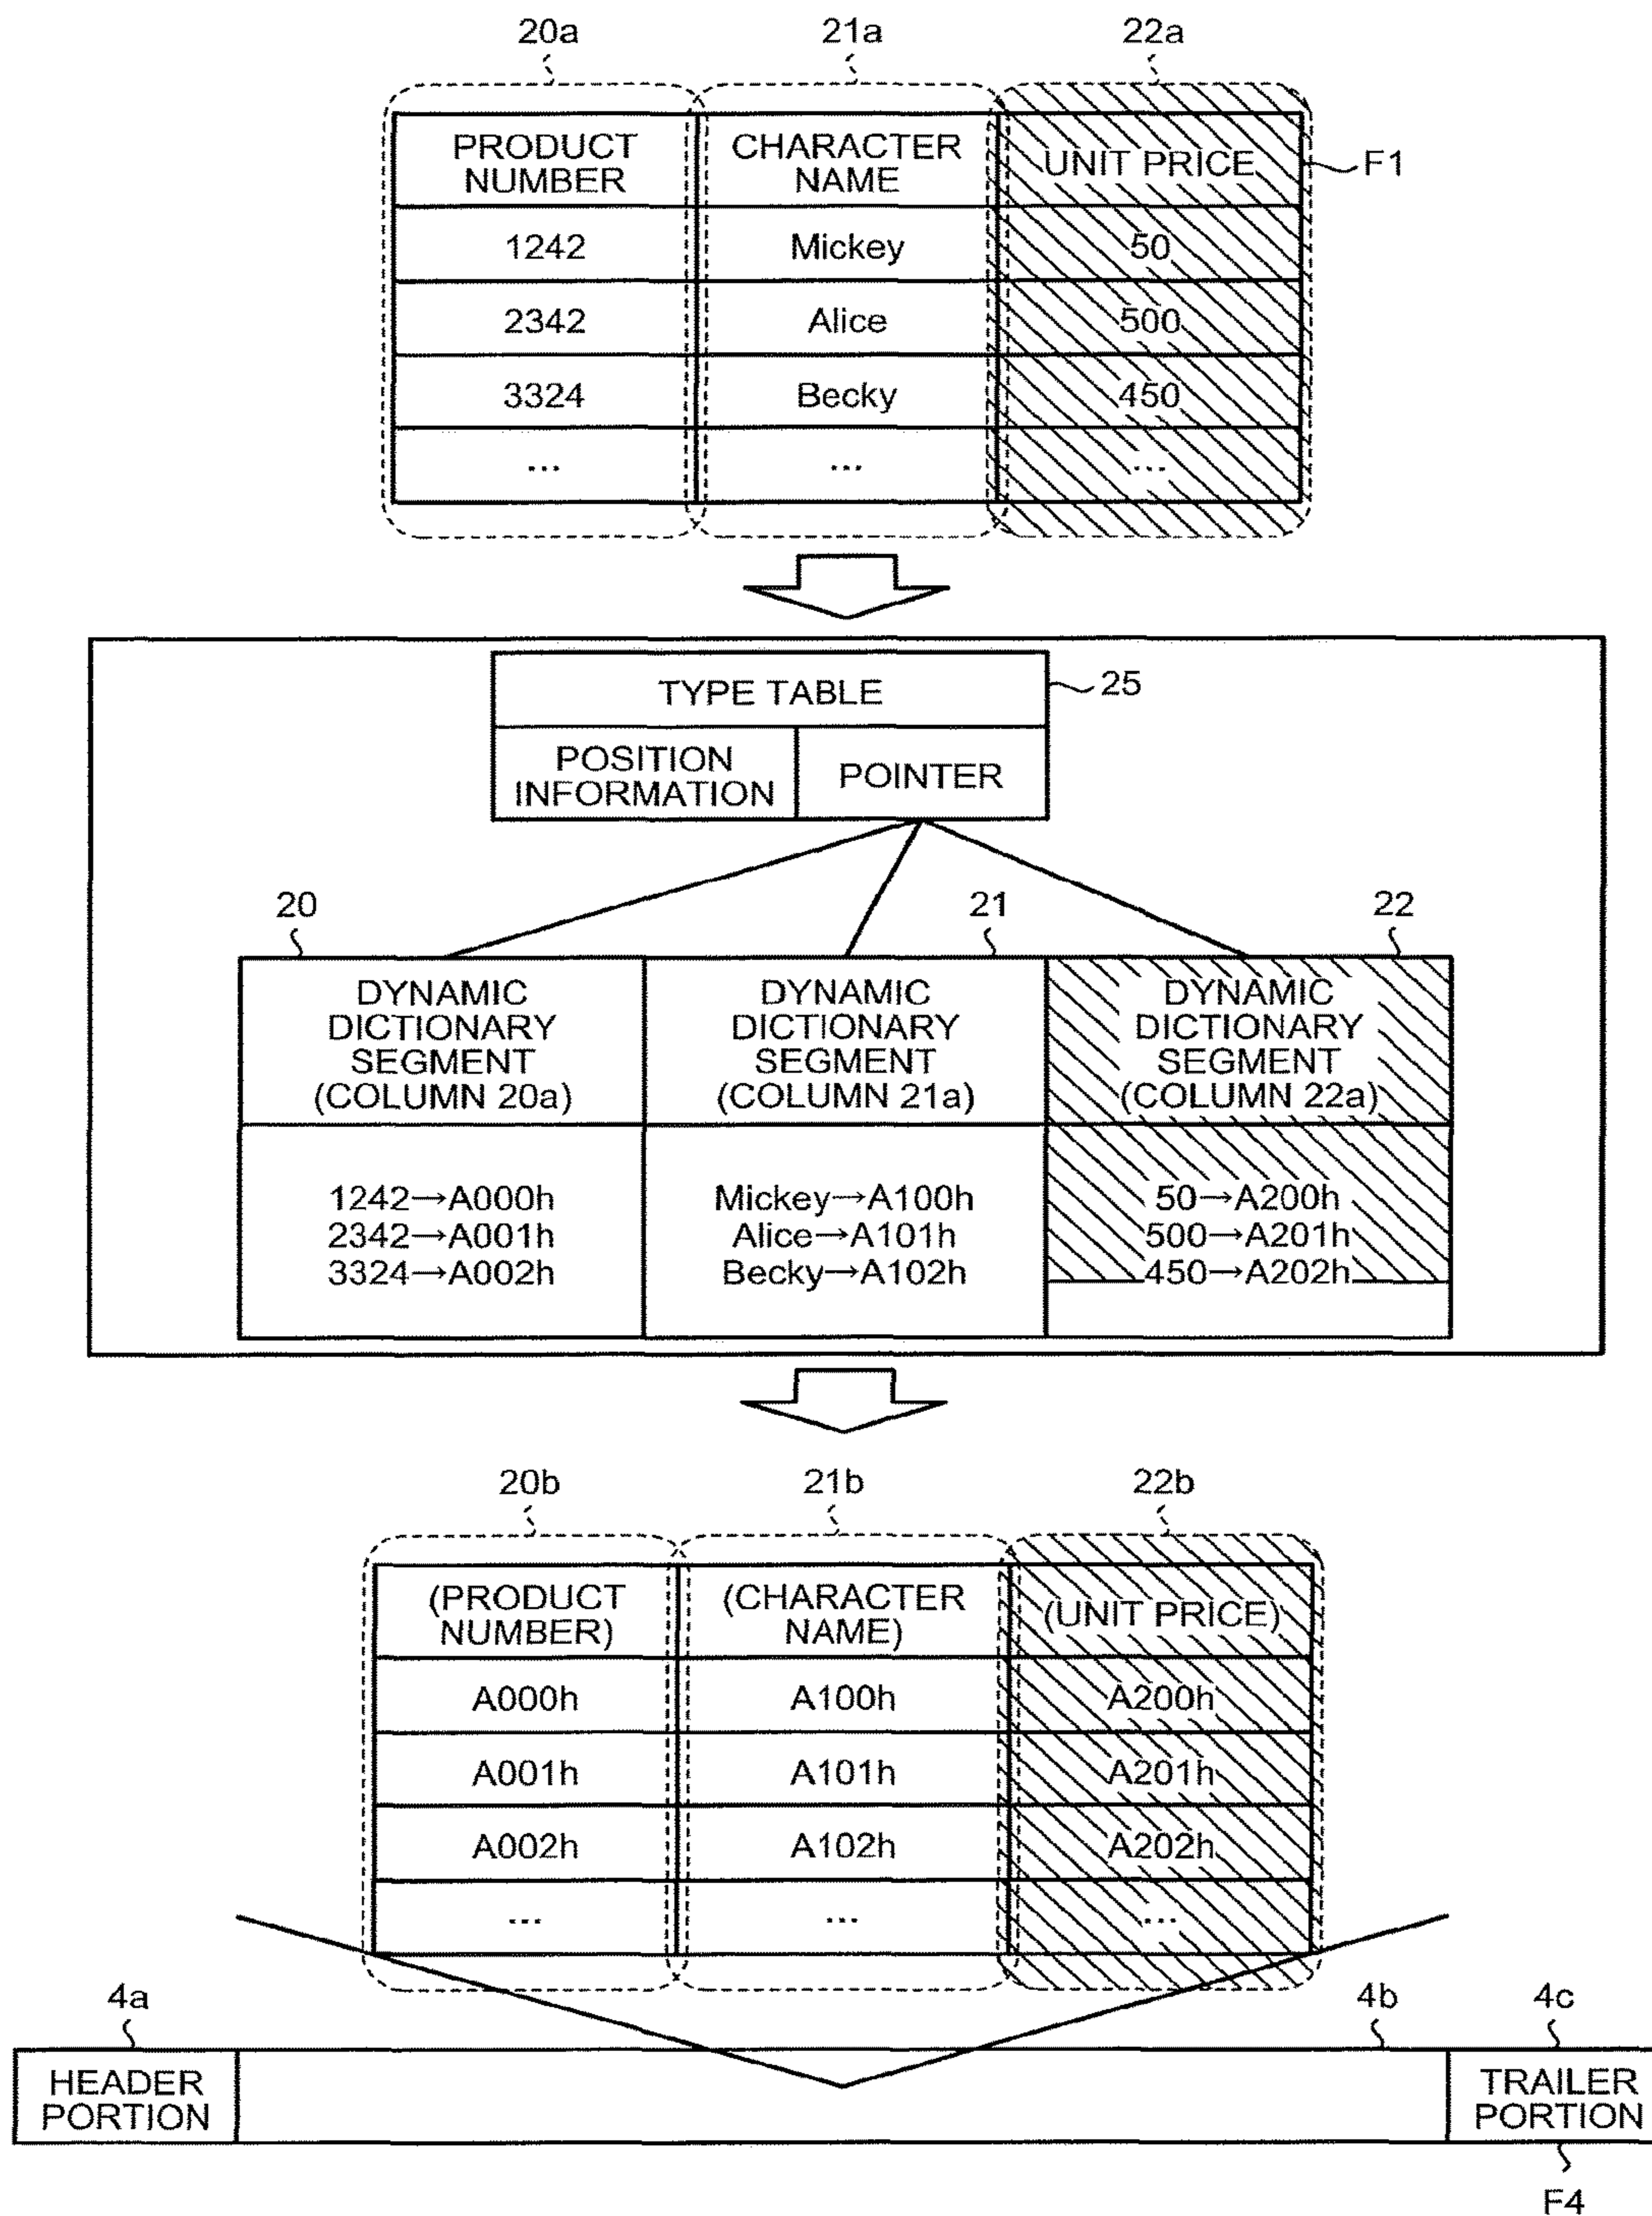 20a 21a 22a
PRODUCT NUMBER CHARACTER NAME UNIT PRICE F1
1242 Mickey 50
2342 Alice 500
3324 Becky 450
... ... ...
TYPE TABLE 25
POSITION INFORMATION POINTER
20 21 22
DYNAMIC DYNAMIC DYNAMIC
DICTIONARY DICTIONARY DICTIONARY
SEGMENT SEGMENT SEGMENT
(COLUMN 20a) (COLUMN 21a) (COLUMN 22a)
1242→A000h Mickey→A100h 50→A200h
2342→A001h Alice→A101h 500→A201h
3324→A002h Becky→A102h 450→A202h
20b 21b 22b
(PRODUCT NUMBER) (CHARACTER NAME) (UNIT PRICE)
A000h A100h A200h
A001h A101h A201h
A002h A102h A202h
... ... ...
4a 4b 4c
HEADER PORTION TRAILER PORTION
F4